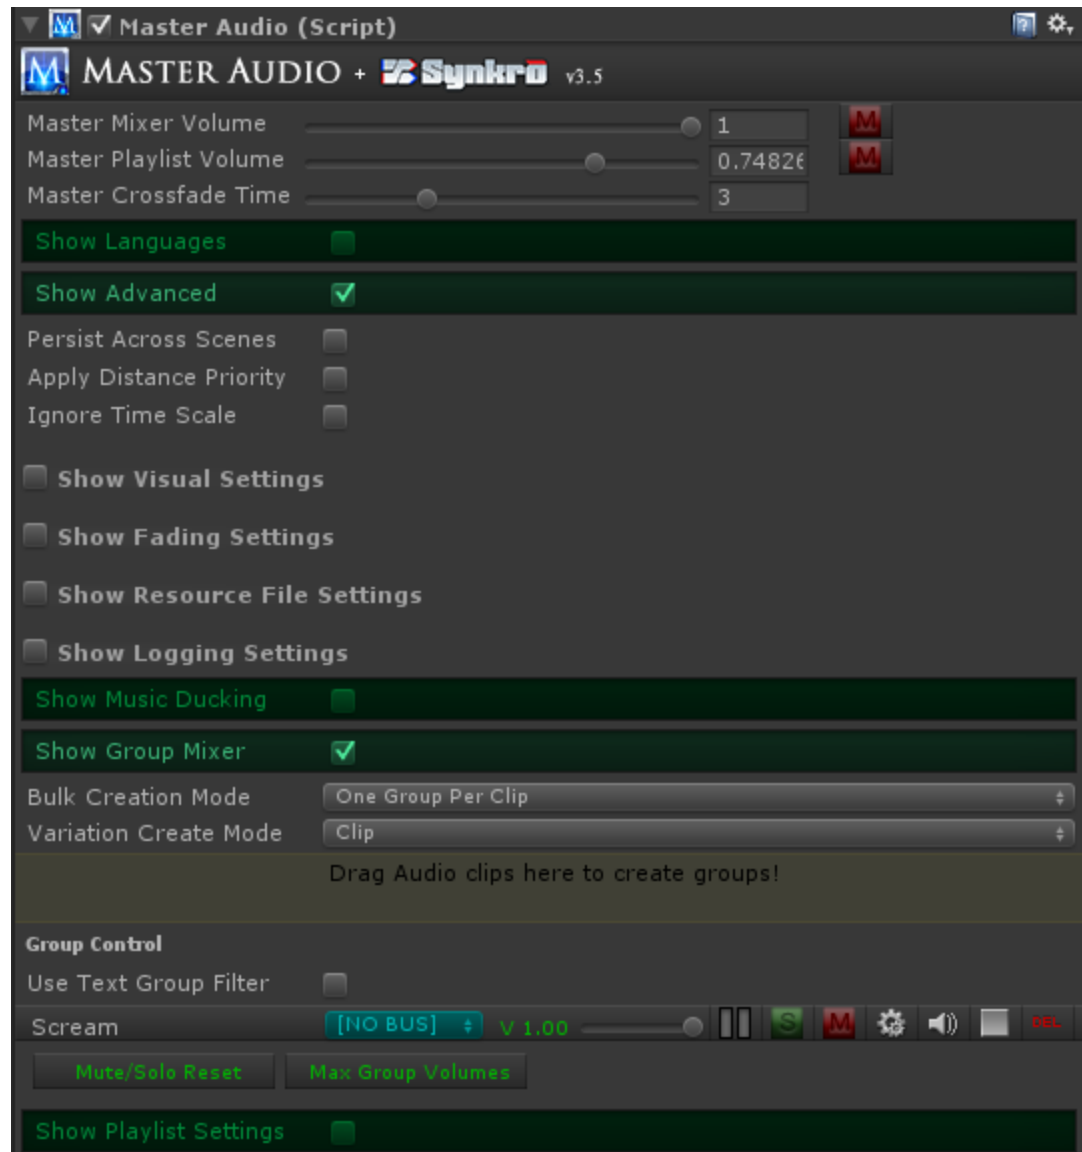 Master Audio (Script)
M MASTER AUDIO + Synkrō v3.5
Master Mixer Volume 1 M
Master Playlist Volume 0.74826 M
Master Crossfade Time 3
Show Languages
Show Advanced
Persist Across Scenes
Apply Distance Priority
Ignore Time Scale
Show Visual Settings
Show Fading Settings
Show Resource File Settings
Show Logging Settings
Show Music Ducking
Show Group Mixer
Bulk Creation Mode One Group Per Clip
Variation Create Mode Clip
Drag Audio clips here to create groups!
Group Control
Use Text Group Filter
Scream [NO BUS] V 1.00 S M DEL
Mute/Solo Reset Max Group Volumes
Show Playlist Settings